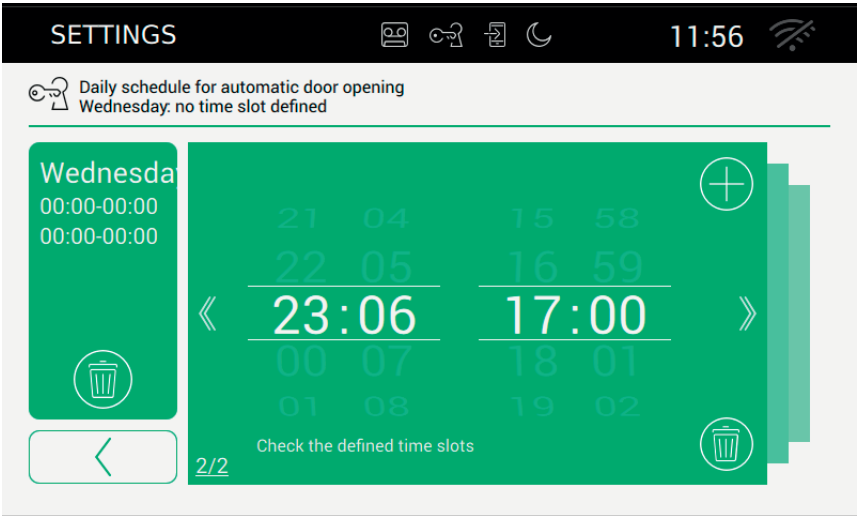 SETTINGS 11:56
Daily schedule for automatic door opening
Wednesday: no time slot defined
Wednesday
00:00-00:00
00:00-00:00
21 04 15 58
22 05 16 59
23:06 17:00
00 07 18 01
01 08 19 02
Check the defined time slots
2/2